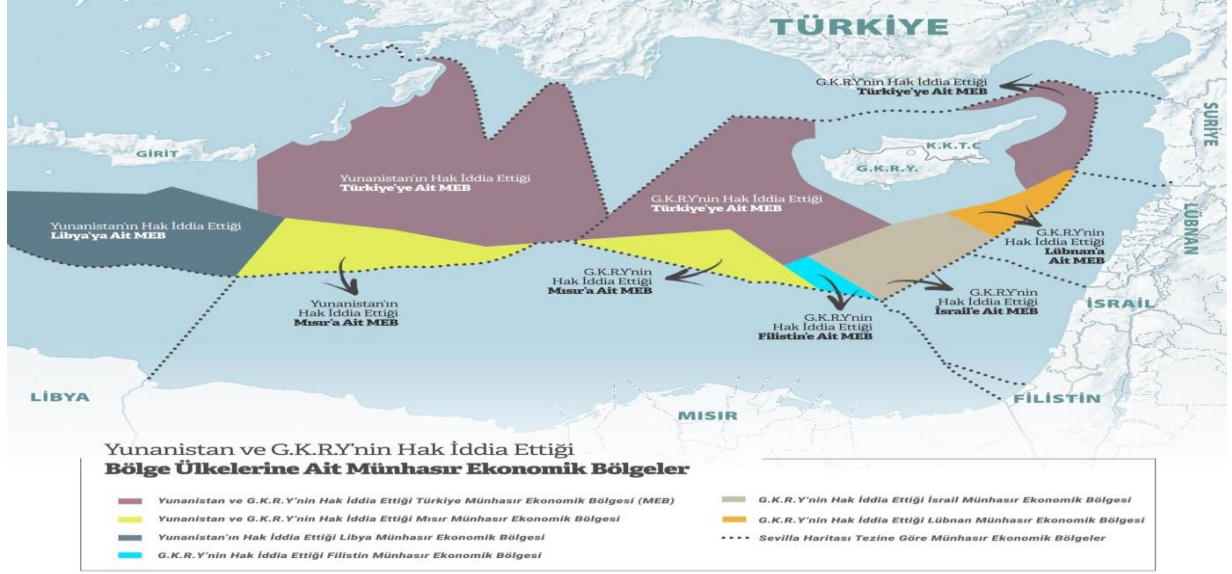 TÜRKİYE
G.K.R.Y'nin Hak İddia Ettiği
Türkiye'ye Ait MEB
SURİYE
GİRİT
K.K.T.C
G.K.R.Y.
Yunanistan'ın Hak İddia Ettiği
Türkiye'ye Ait MEB
G.K.R.Y'nin Hak İddia Ettiği
Türkiye'ye Ait MEB
LÜBNAN
Yunanistan'ın Hak İddia Ettiği
Libya'ya Ait MEB
G.K.R.Y'nin
Hak İddia Ettiği
Lübnan'a
Ait MEB
G.K.R.Y'nin
Hak İddia Ettiği
Mısır'a Ait MEB
G.K.R.Y'nin
Hak İddia Ettiği
İsrail'e Ait MEB
İSRAİL
Yunanistan'ın
Hak İddia Ettiği
Mısır'a Ait MEB
G.K.R.Y'nin
Hak İddia Ettiği
Filistin'e Ait MEB
LİBYA
MISIR
FİLİSTİN
Yunanistan ve G.K.R.Y'nin Hak İddia Ettiği
Bölge Ülkelerine Ait Münhasır Ekonomik Bölgeler
Yunanistan ve G.K.R.Y'nin Hak İddia Ettiği Türkiye Münhasır Ekonomik Bölgesi (MEB)
Yunanistan ve G.K.R.Y'nin Hak İddia Ettiği Mısır Münhasır Ekonomik Bölgesi
Yunanistan'ın Hak İddia Ettiği Libya Münhasır Ekonomik Bölgesi
G.K.R.Y'nin Hak İddia Ettiği Filistin Münhasır Ekonomik Bölgesi
G.K.R.Y'nin Hak İddia Ettiği İsrail Münhasır Ekonomik Bölgesi
G.K.R.Y'nin Hak İddia Ettiği Lübnan Münhasır Ekonomik Bölgesi
Sevilla Haritası Tezine Göre Münhasır Ekonomik Bölgeler